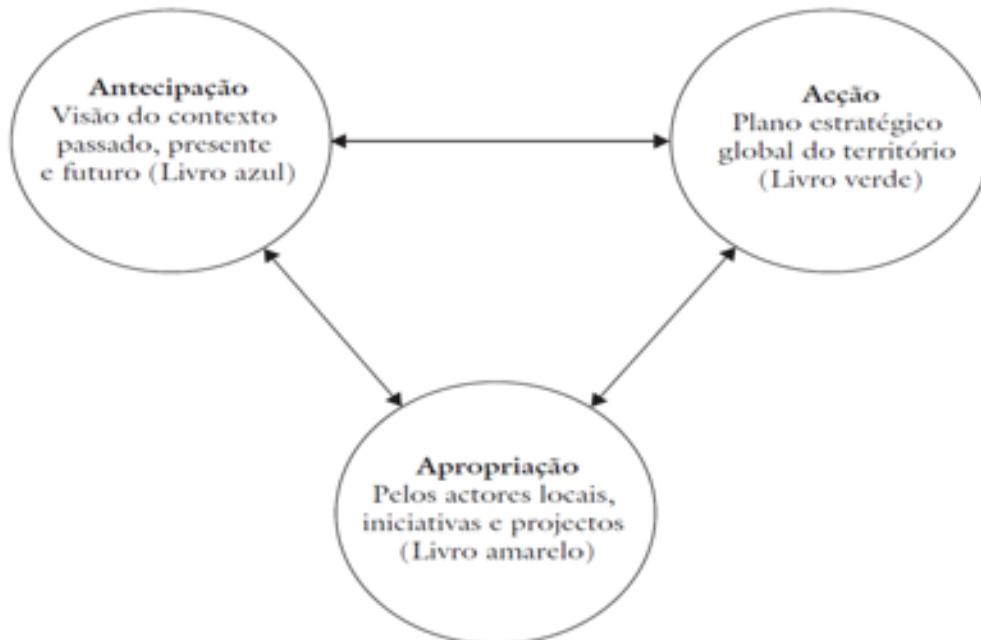 Antecipação
Visão do contexto
passado, presente
e futuro (Livro azul)
Acção
Plano estratégico
global do território
(Livro verde)
Apropriação
Pelos actores locais,
iniciativas e projectos
(Livro amarelo)